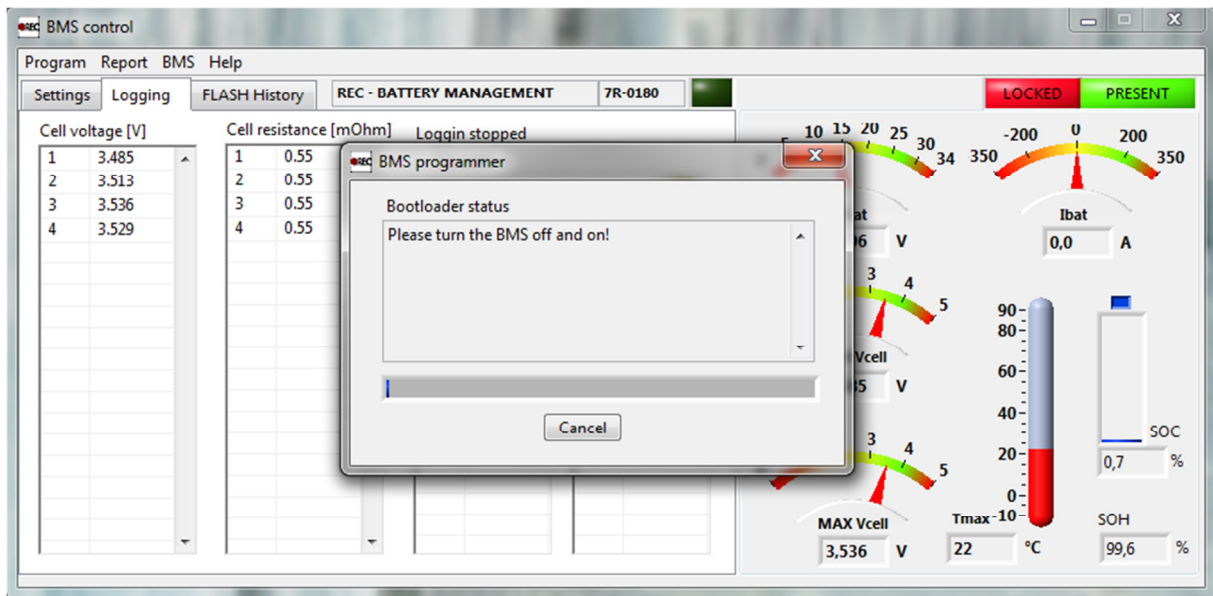 REC BMS control
Program Report BMS Help
Settings Logging FLASH History REC - BATTERY MANAGEMENT 7R-0180 LOCKED PRESENT
Cell voltage [V] Cell resistance [mOhm] Loggin stopped
1 3.485
2 3.513
3 3.536
4 3.529
1 0.55
2 0.55
3 0.55
4 0.55
REC BMS programmer
Bootloader status
Please turn the BMS off and on!
Cancel
10 15 20 25 30 34
V
350 -200 0 200 350
Ibat
0,0 A
3 4 5
Vcell
V
3 4 5
MAX Vcell
3,536 V
90
80
60
40
20
0
-10
Tmax
22 °C
SOC
0,7 %
SOH
99,6 %